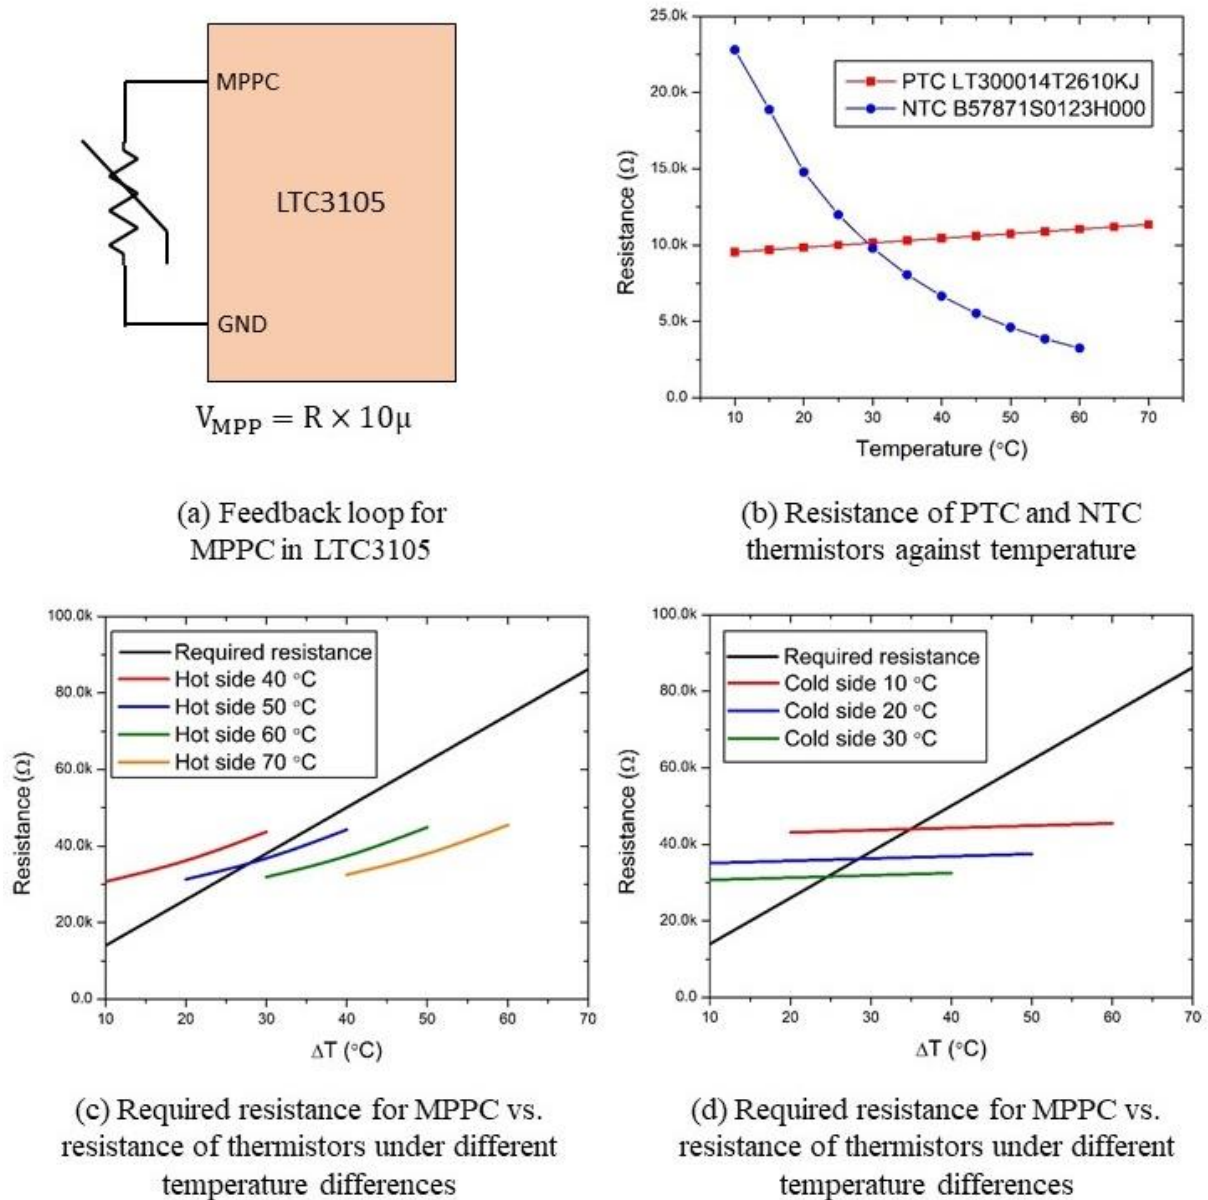 MPPC
LTC3105
GND
V_MPP = R × 10μ
(a) Feedback loop for
MPPC in LTC3105
25.0k
20.0k
15.0k
10.0k
5.0k
0.0
Resistance (Ω)
PTC LT300014T2610KJ
NTC B57871S0123H000
10 20 30 40 50 60 70
Temperature (°C)
(b) Resistance of PTC and NTC
thermistors against temperature
100.0k
80.0k
60.0k
40.0k
20.0k
0.0
Resistance (Ω)
Required resistance
Hot side 40 °C
Hot side 50 °C
Hot side 60 °C
Hot side 70 °C
10 20 30 40 50 60 70
ΔT (°C)
(c) Required resistance for MPPC vs.
resistance of thermistors under different
temperature differences
100.0k
80.0k
60.0k
40.0k
20.0k
0.0
Resistance (Ω)
Required resistance
Cold side 10 °C
Cold side 20 °C
Cold side 30 °C
10 20 30 40 50 60 70
ΔT (°C)
(d) Required resistance for MPPC vs.
resistance of thermistors under different
temperature differences